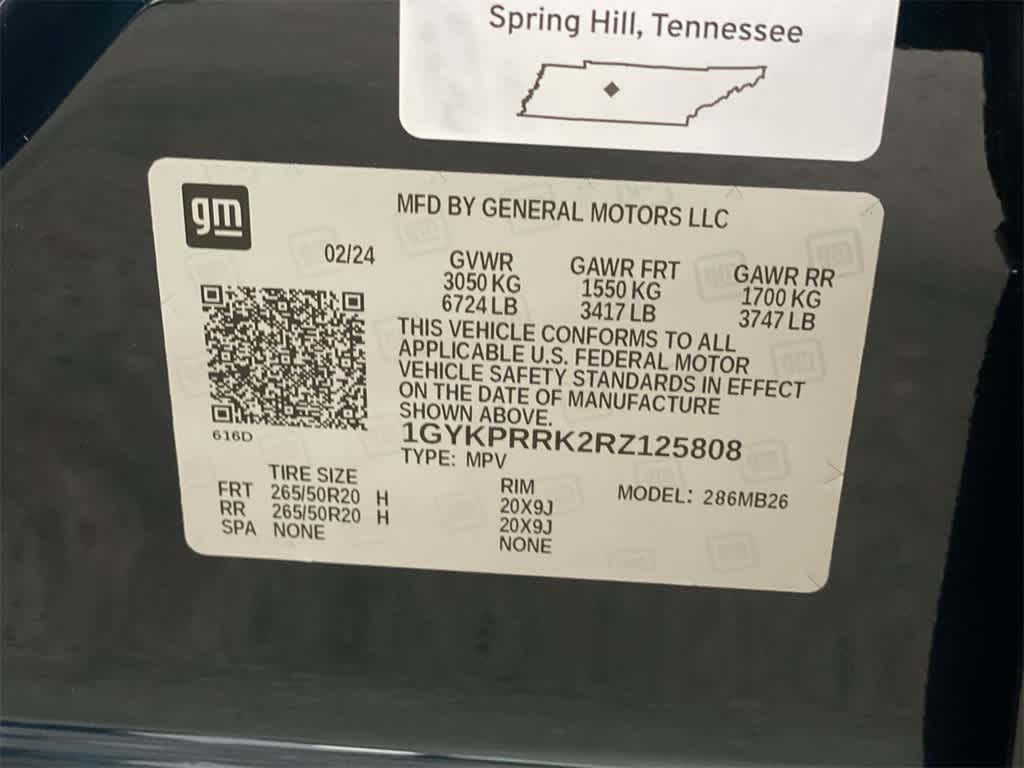 Spring Hill, Tennessee
gm
MFD BY GENERAL MOTORS LLC
02/24
GVWR GAWR FRT GAWR RR
3050 KG 1550 KG 1700 KG
6724 LB 3417 LB 3747 LB
THIS VEHICLE CONFORMS TO ALL
APPLICABLE U.S. FEDERAL MOTOR
VEHICLE SAFETY STANDARDS IN EFFECT
ON THE DATE OF MANUFACTURE
SHOWN ABOVE.
616D
1GYKPRRK2RZ125808
TYPE: MPV
TIRE SIZE RIM MODEL: 286MB26
FRT 265/50R20 H 20X9J
RR 265/50R20 H 20X9J
SPA NONE NONE